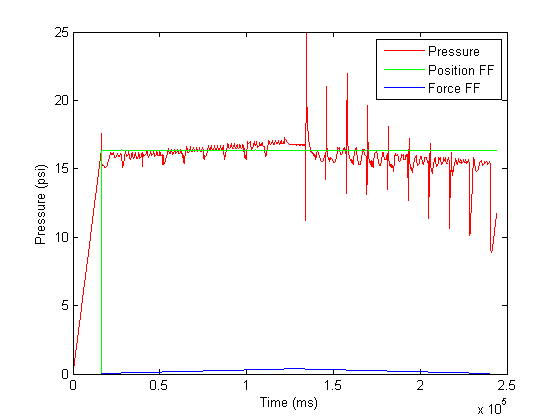 25
Pressure
Position FF
Force FF
20
15
10
5
0
Pressure (psi)
0 0.5 1 1.5 2 2.5
Time (ms)
x 10^5